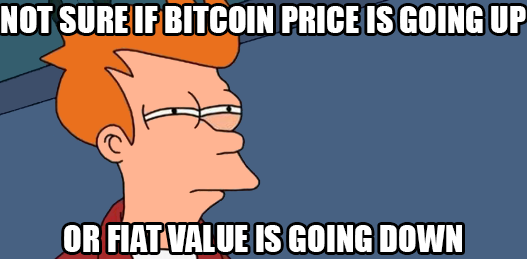 NOT SURE IF BITCOIN PRICE IS GOING UP
OR FIAT VALUE IS GOING DOWN